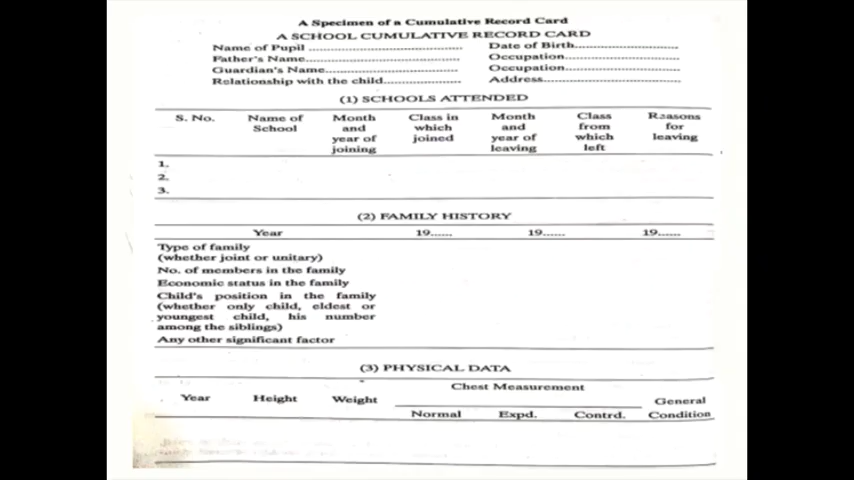 A Specimen of a Cumulative Record Card
A SCHOOL CUMULATIVE RECORD CARD
Name of Pupil ............................................ Date of Birth..............................
Father's Name............................................ Occupation.................................
Guardian's Name...................................... Occupation.................................
Relationship with the child...................... Address.......................................
(1) SCHOOLS ATTENDED
S. No. Name of School Month and year of joining Class in which joined Month and year of leaving Class from which left Reasons for leaving
1.
2.
3.
(2) FAMILY HISTORY
Year 19...... 19...... 19......
Type of family
(whether joint or unitary)
No. of members in the family
Economic status in the family
Child's position in the family
(whether only child, eldest or
youngest child, his number
among the siblings)
Any other significant factor
(3) PHYSICAL DATA
Year Height Weight Chest Measurement General Condition
Normal Expd. Contrd.